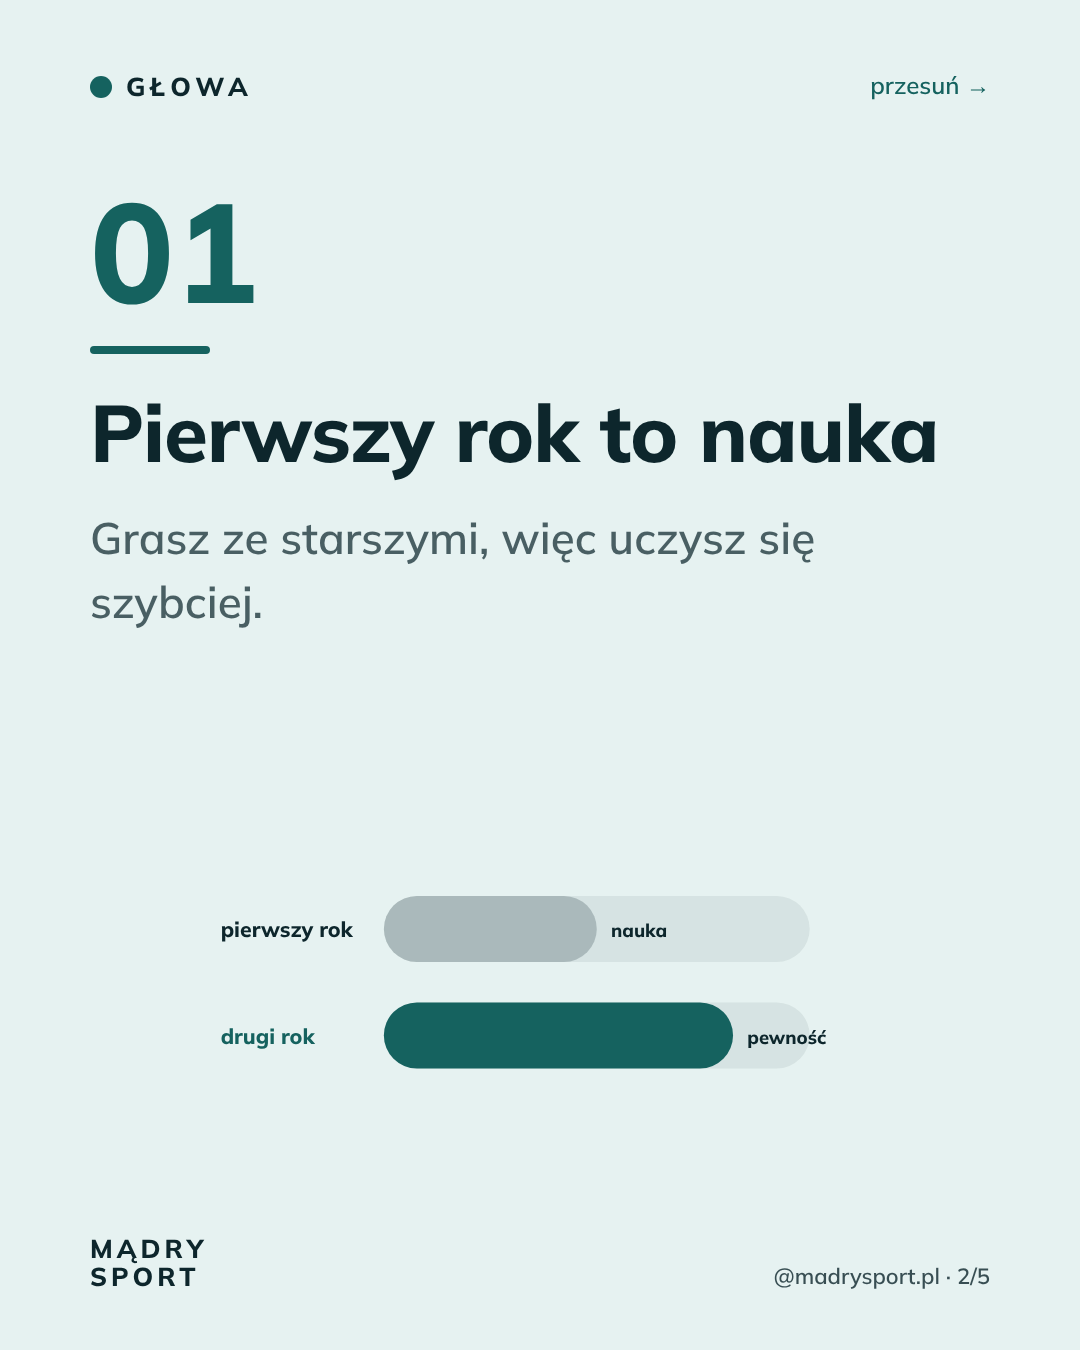 GŁOWA
przesuń →
01
Pierwszy rok to nauka
Grasz ze starszymi, więc uczysz się
szybciej.
pierwszy rok
nauka
drugi rok
pewność
MĄDRY
SPORT
@madrysport.pl · 2/5